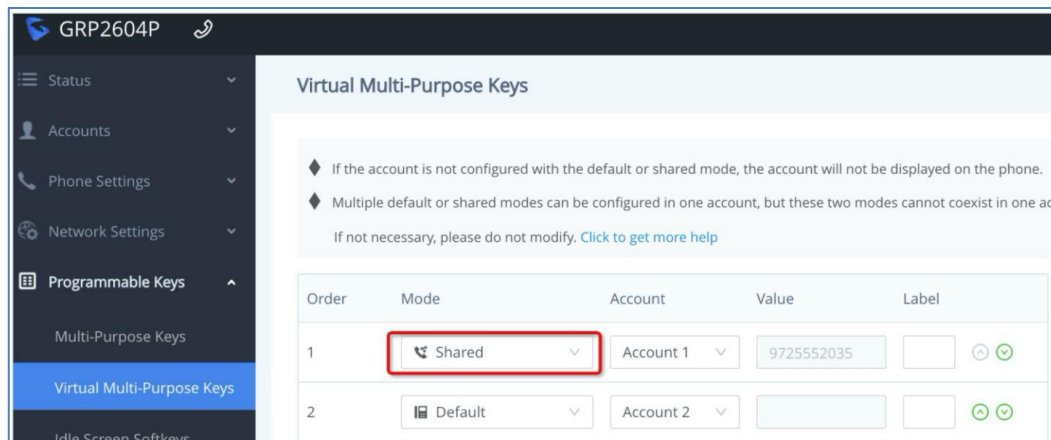 GRP2604P
Status
Accounts
Phone Settings
Network Settings
Programmable Keys
Multi-Purpose Keys
Virtual Multi-Purpose Keys
Idle Screen Softkeys
Virtual Multi-Purpose Keys
If the account is not configured with the default or shared mode, the account will not be displayed on the phone.
Multiple default or shared modes can be configured in one account, but these two modes cannot coexist in one
If not necessary, please do not modify. Click to get more help
Order Mode Account Value Label
1 Shared Account 1 9725552035
2 Default Account 2